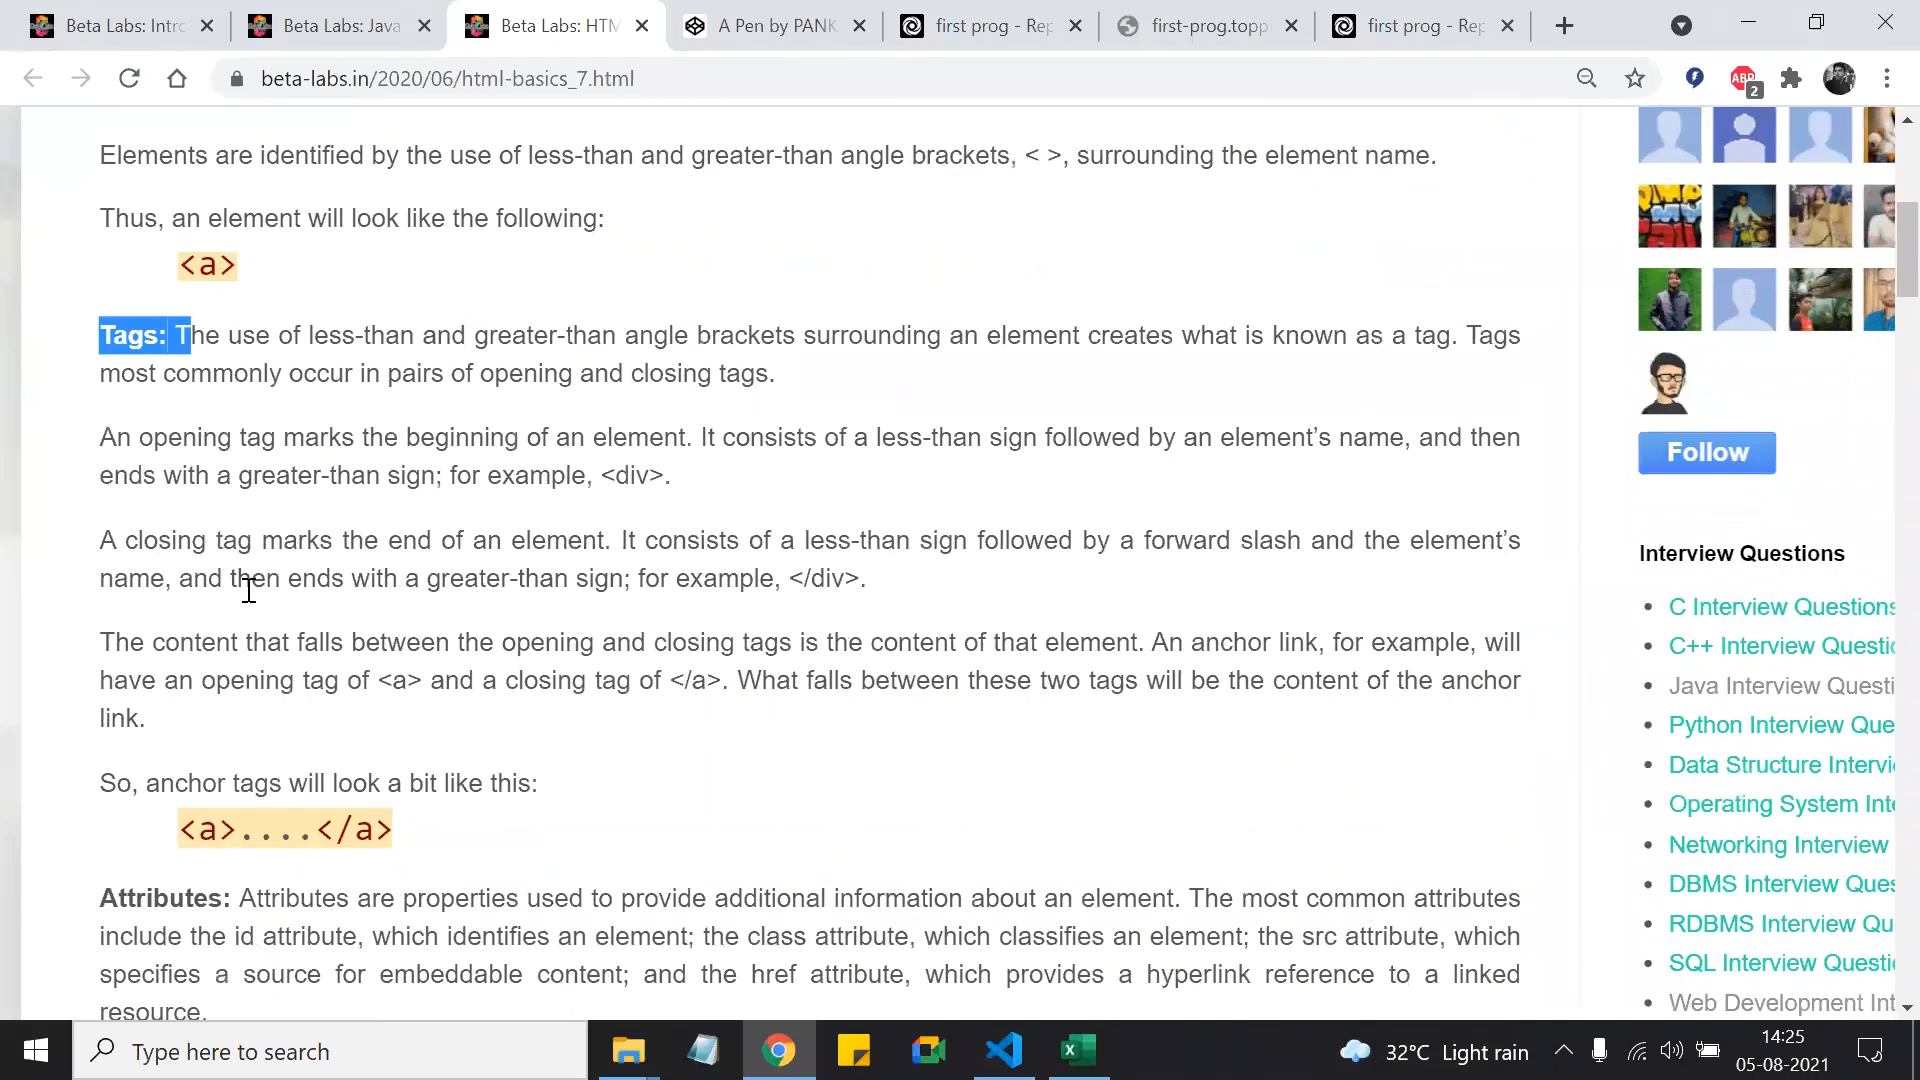 Beta Labs: Intro
Beta Labs: Java
Beta Labs: HTM
A Pen by PANK
first prog - Rep
first-prog.topp
first prog - Rep
beta-labs.in/2020/06/html-basics_7.html
ABP
2
Elements are identified by the use of less-than and greater-than angle brackets, < >, surrounding the element name.
Thus, an element will look like the following:
<a>
Tags: The use of less-than and greater-than angle brackets surrounding an element creates what is known as a tag. Tags
most commonly occur in pairs of opening and closing tags.
An opening tag marks the beginning of an element. It consists of a less-than sign followed by an element’s name, and then
ends with a greater-than sign; for example, <div>.
A closing tag marks the end of an element. It consists of a less-than sign followed by a forward slash and the element’s
name, and then ends with a greater-than sign; for example, </div>.
The content that falls between the opening and closing tags is the content of that element. An anchor link, for example, will
have an opening tag of <a> and a closing tag of </a>. What falls between these two tags will be the content of the anchor
link.
So, anchor tags will look a bit like this:
<a>....</a>
Attributes: Attributes are properties used to provide additional information about an element. The most common attributes
include the id attribute, which identifies an element; the class attribute, which classifies an element; the src attribute, which
specifies a source for embeddable content; and the href attribute, which provides a hyperlink reference to a linked
resource.
Follow
Interview Questions
C Interview Questions
C++ Interview Questi
Java Interview Questi
Python Interview Que
Data Structure Intervi
Operating System Inte
Networking Interview
DBMS Interview Ques
RDBMS Interview Qu
SQL Interview Questi
Web Development Int
Type here to search
32°C Light rain
14:25
05-08-2021